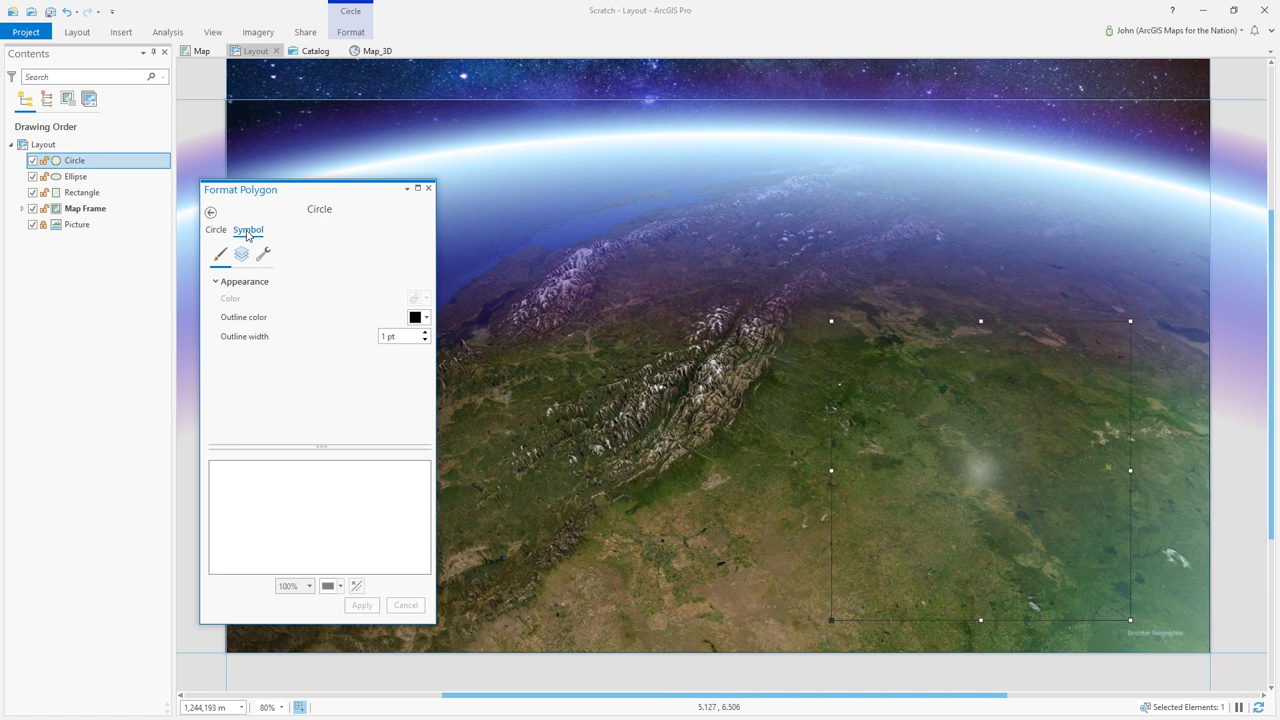 Circle
Scratch - Layout - ArcGIS Pro
?
Project
Layout
Insert
Analysis
View
Imagery
Share
Format
John (ArcGIS Maps for the Nation)
Contents
Map
Layout
Catalog
Map_3D
Search
Drawing Order
Layout
Circle
Ellipse
Rectangle
Map Frame
Picture
Format Polygon
Circle
Circle
Symbol
Appearance
Color
Outline color
Outline width
1 pt
100%
Apply
Cancel
Earthstar Geographics
1,244,193 m
80%
5.127 , 6.506
Selected Elements: 1